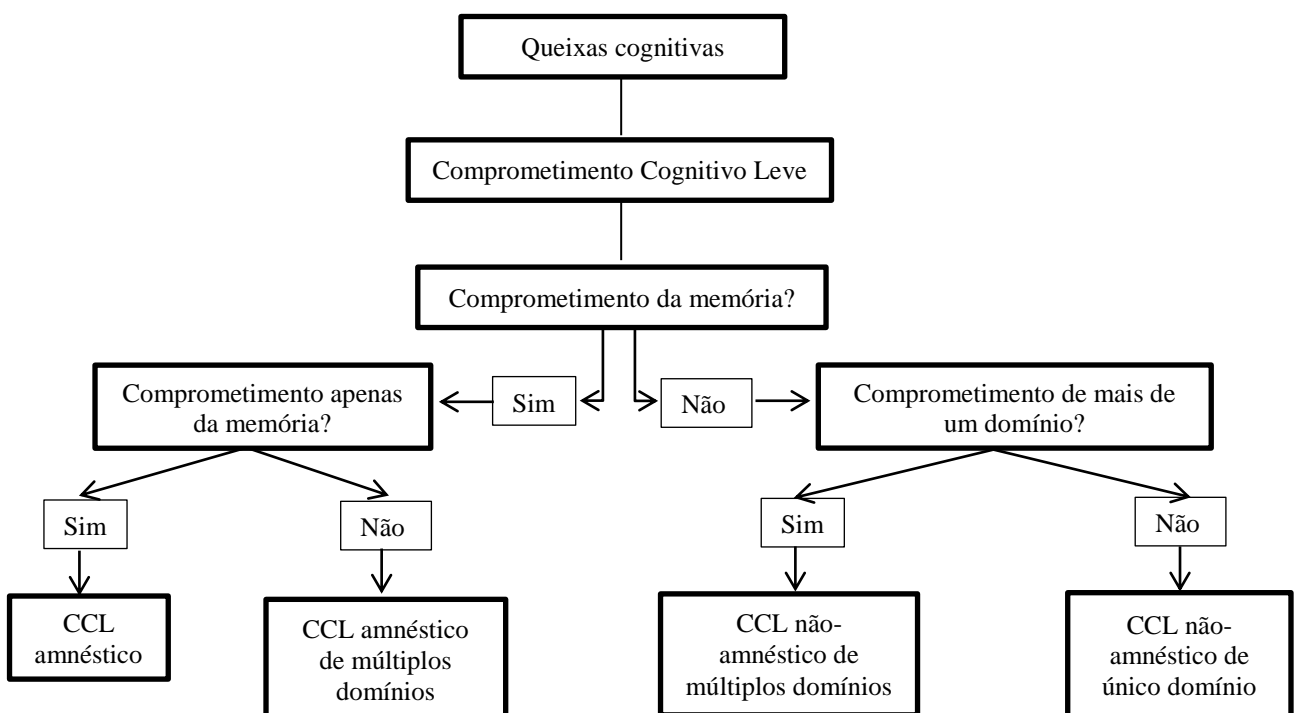 Queixas cognitivas
Comprometimento Cognitivo Leve
Comprometimento da memória?
Comprometimento apenas
da memória?
Sim
Não
Comprometimento de mais de
um domínio?
Sim
Não
Sim
Não
CCL
amnéstico
CCL amnéstico
de múltiplos
domínios
CCL não-
amnéstico de
múltiplos domínios
CCL não-
amnéstico de
único domínio